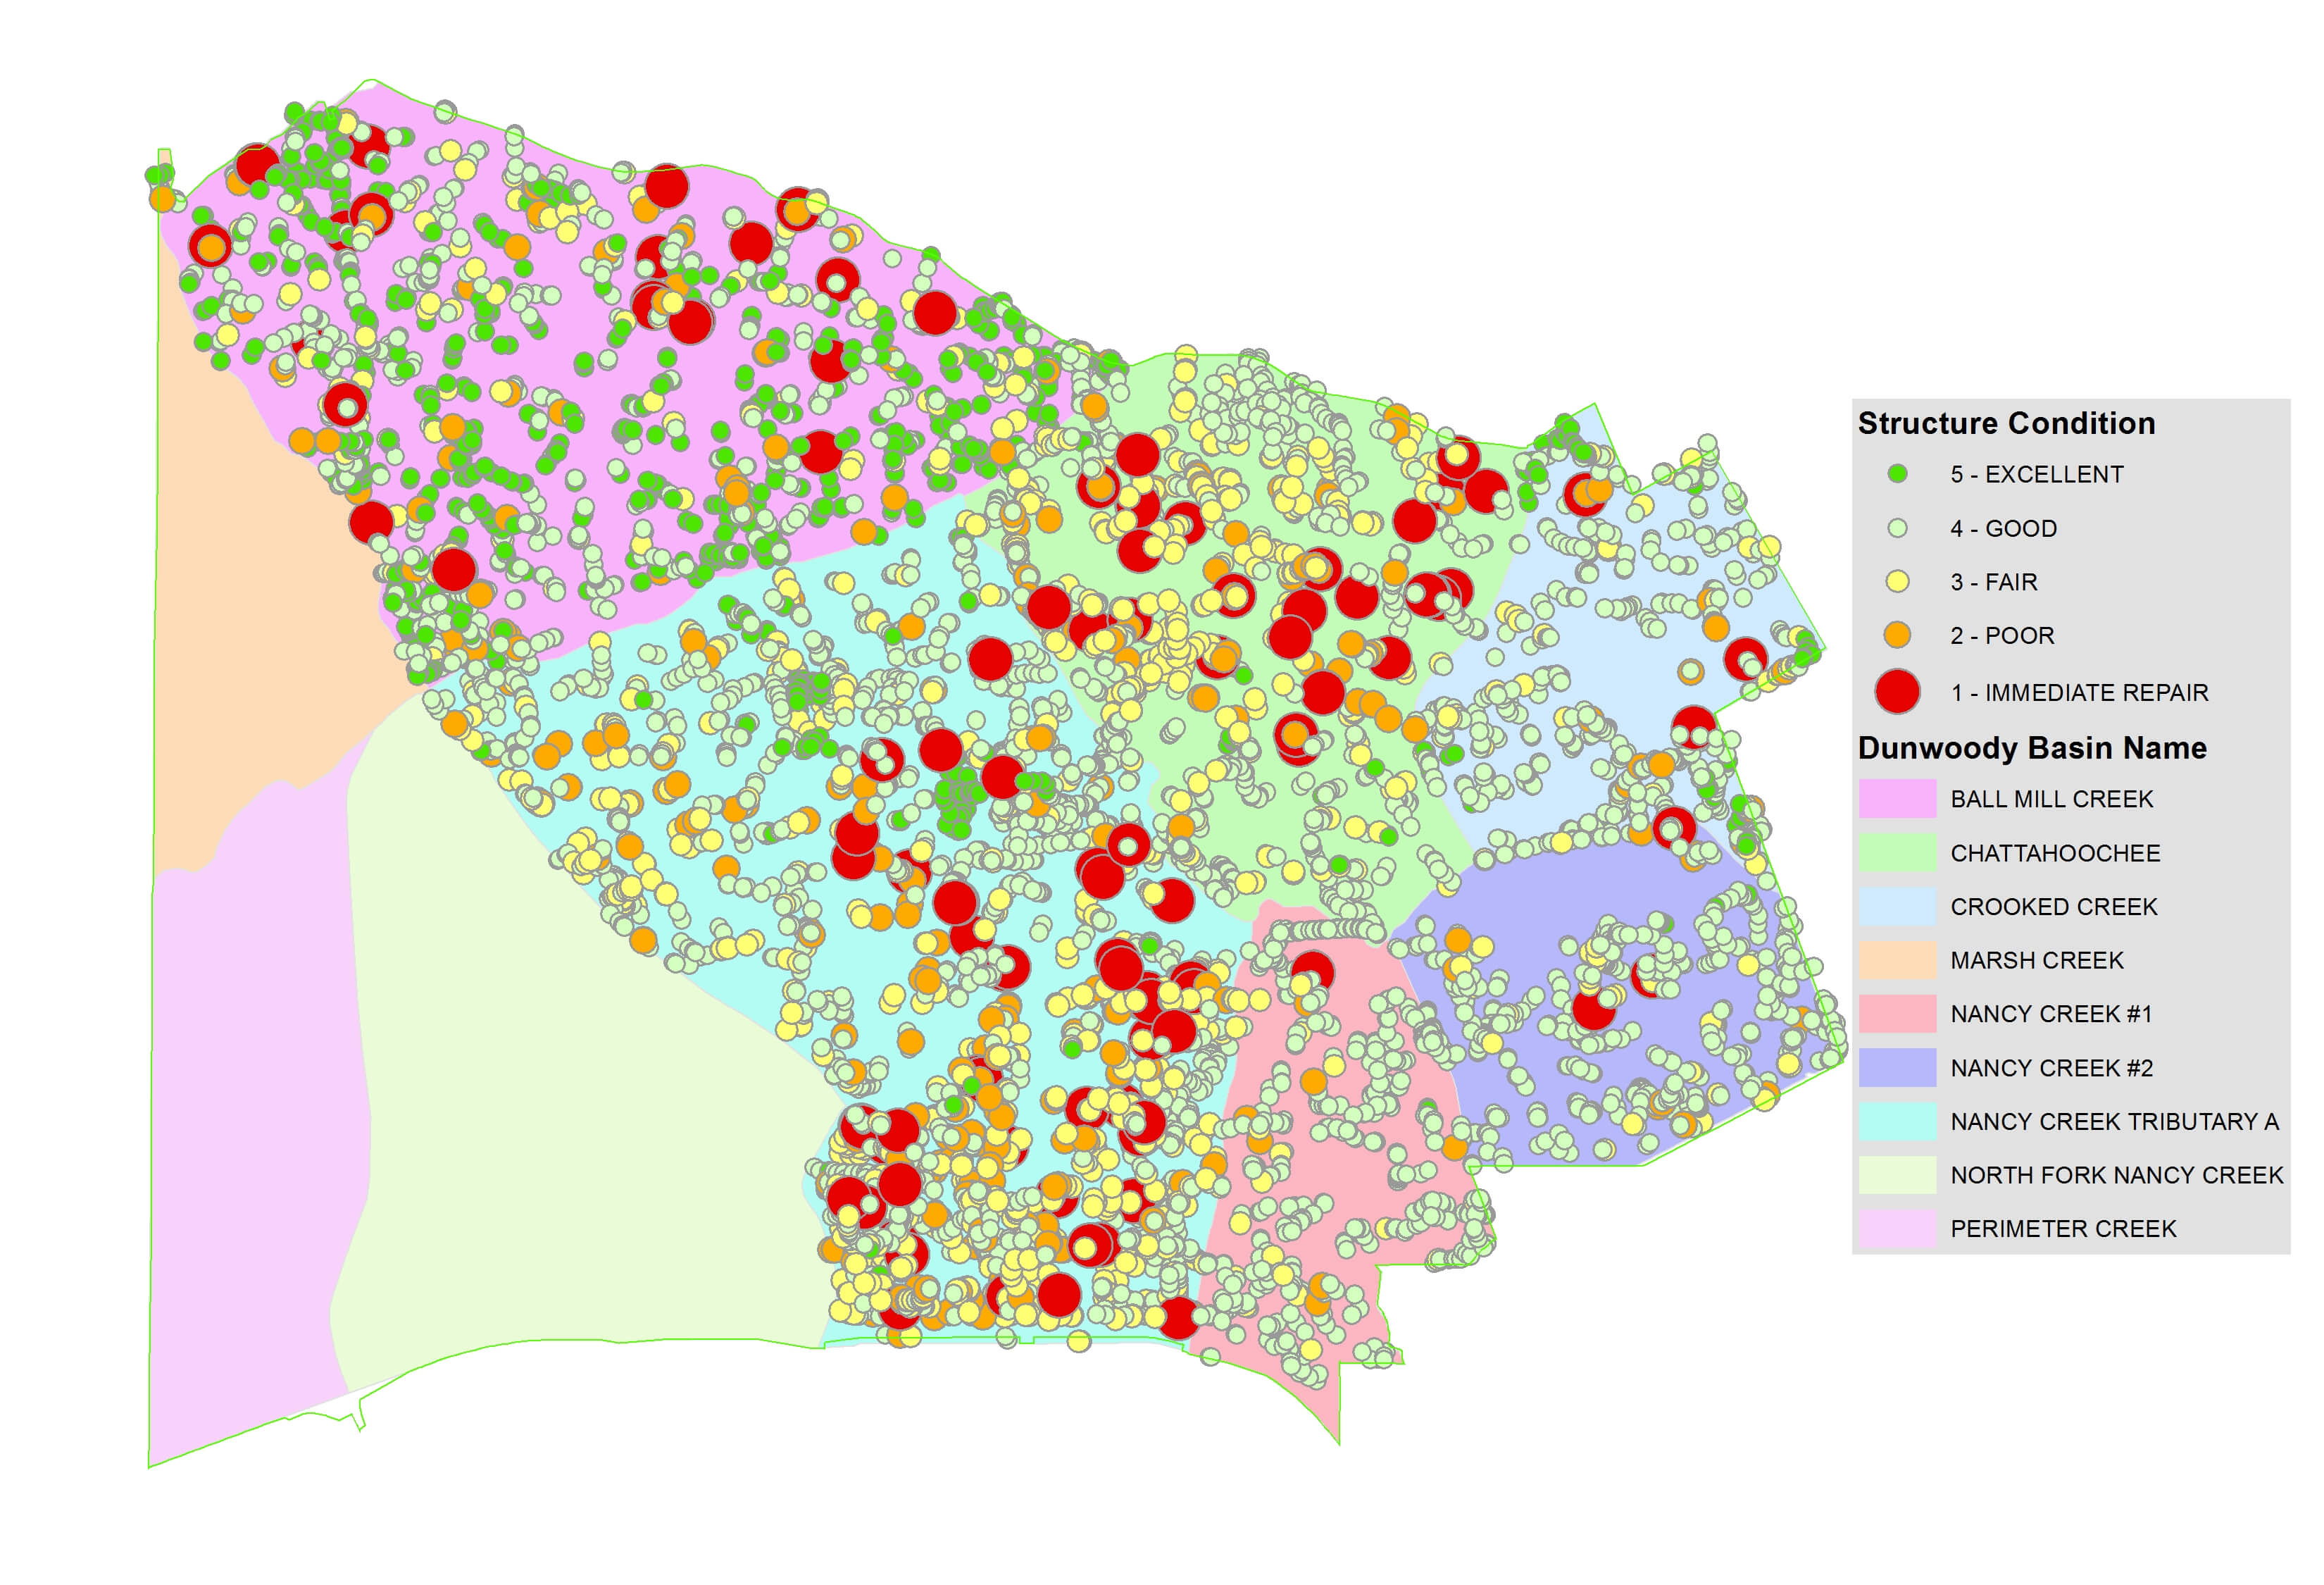 Structure Condition
5 - EXCELLENT
4 - GOOD
3 - FAIR
2 - POOR
1 - IMMEDIATE REPAIR
Dunwoody Basin Name
BALL MILL CREEK
CHATTAHOOCHEE
CROOKED CREEK
MARSH CREEK
NANCY CREEK #1
NANCY CREEK #2
NANCY CREEK TRIBUTARY A
NORTH FORK NANCY CREEK
PERIMETER CREEK